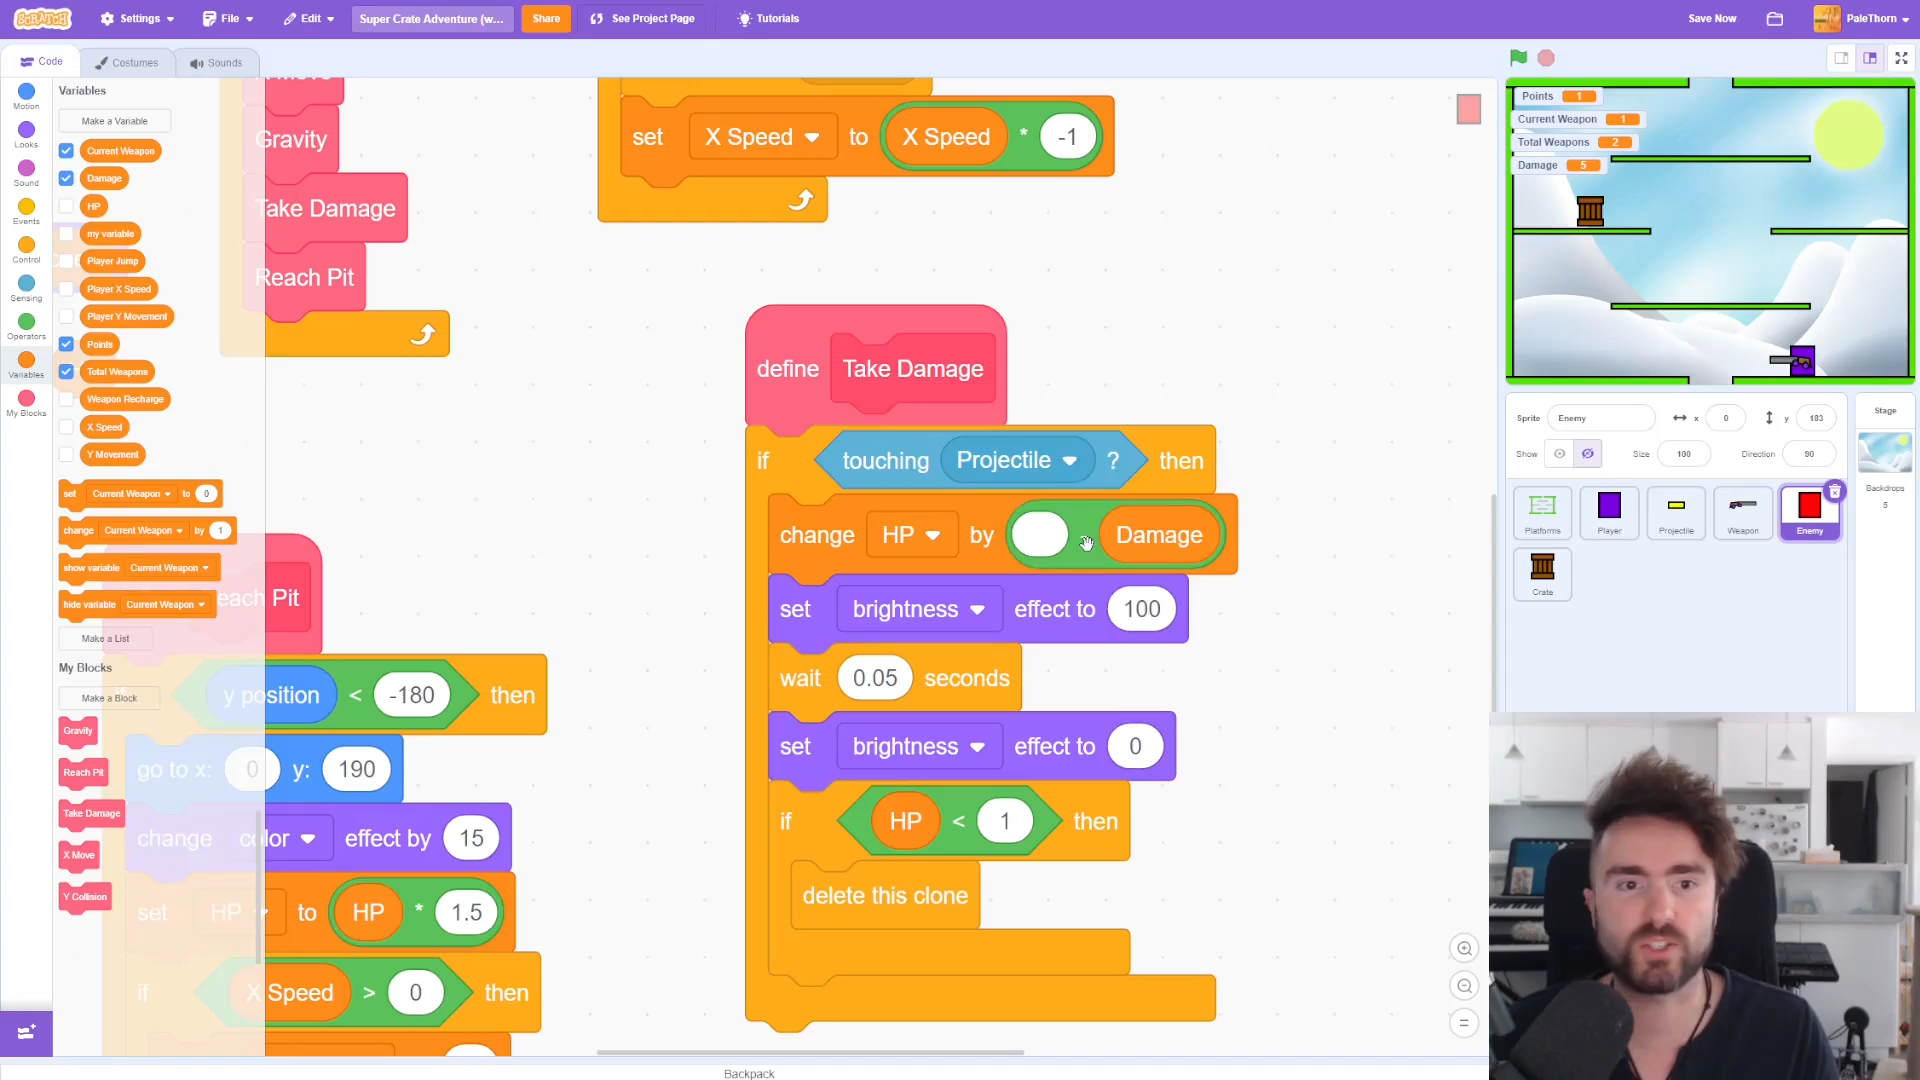 SCRATCH
Settings
File
Edit
Super Crate Adventure (w...
Share
See Project Page
Tutorials
Save Now
PaleThorn
Code
Costumes
Sounds
Motion
Looks
Sound
Events
Control
Sensing
Operators
Variables
My Blocks
Variables
Make a Variable
Current Weapon
Damage
HP
my variable
Player Jump
Player X Speed
Player Y Movement
Points
Total Weapons
Weapon Recharge
X Speed
Y Movement
set Current Weapon to 0
change Current Weapon by 1
show variable Current Weapon
hide variable Current Weapon
Make a List
My Blocks
Make a Block
Gravity
Reach Pit
Take Damage
X Move
Y Collision
Gravity
Take Damage
Reach Pit
each Pit
y position < -180 then
go to x: 0 y: 190
change color effect by 15
set HP to HP * 1.5
if X Speed > 0 then
set X Speed to X Speed * -1
define Take Damage
if touching Projectile ? then
change HP by Damage
set brightness effect to 100
wait 0.05 seconds
set brightness effect to 0
if HP < 1 then
delete this clone
Backpack
Points 1
Current Weapon 1
Total Weapons 2
Damage 5
Sprite Enemy x 0 y 183
Show Size 100 Direction 90
Platforms
Player
Projectile
Weapon
Enemy
Crate
Stage
Backdrops
5